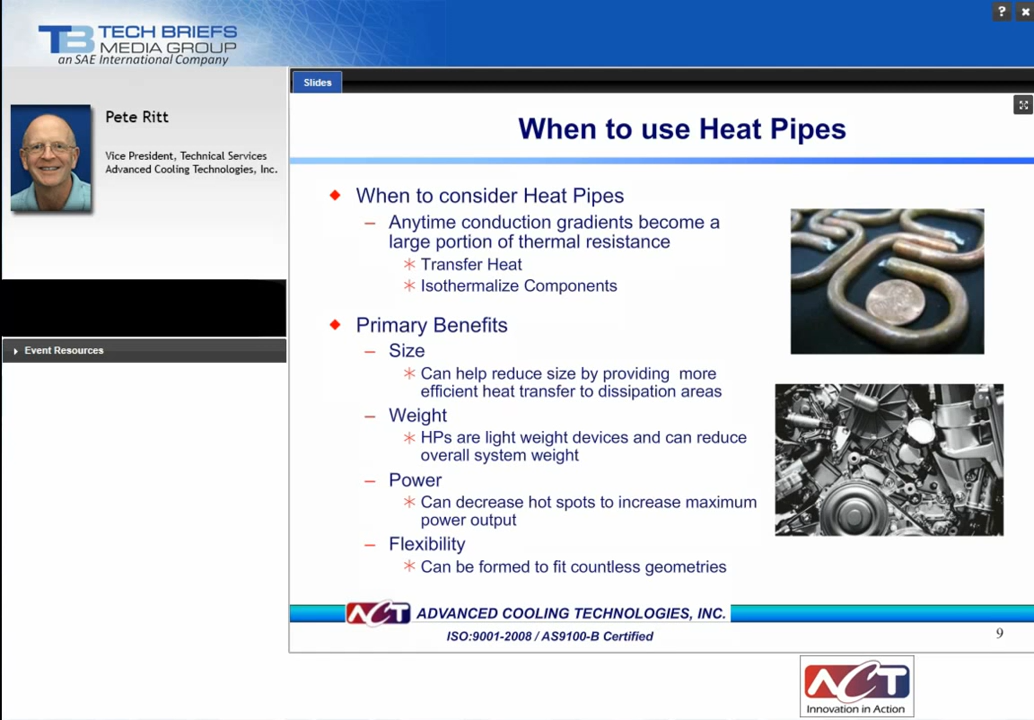 TB TECH BRIEFS
MEDIA GROUP
an SAE International Company
?
Slides
Pete Ritt
Vice President, Technical Services
Advanced Cooling Technologies, Inc.
Event Resources
When to use Heat Pipes
When to consider Heat Pipes
– Anytime conduction gradients become a
large portion of thermal resistance
Transfer Heat
Isothermalize Components
Primary Benefits
– Size
Can help reduce size by providing more
efficient heat transfer to dissipation areas
– Weight
HPs are light weight devices and can reduce
overall system weight
– Power
Can decrease hot spots to increase maximum
power output
– Flexibility
Can be formed to fit countless geometries
ACT ADVANCED COOLING TECHNOLOGIES, INC.
ISO:9001-2008 / AS9100-B Certified
9
ACT
Innovation in Action